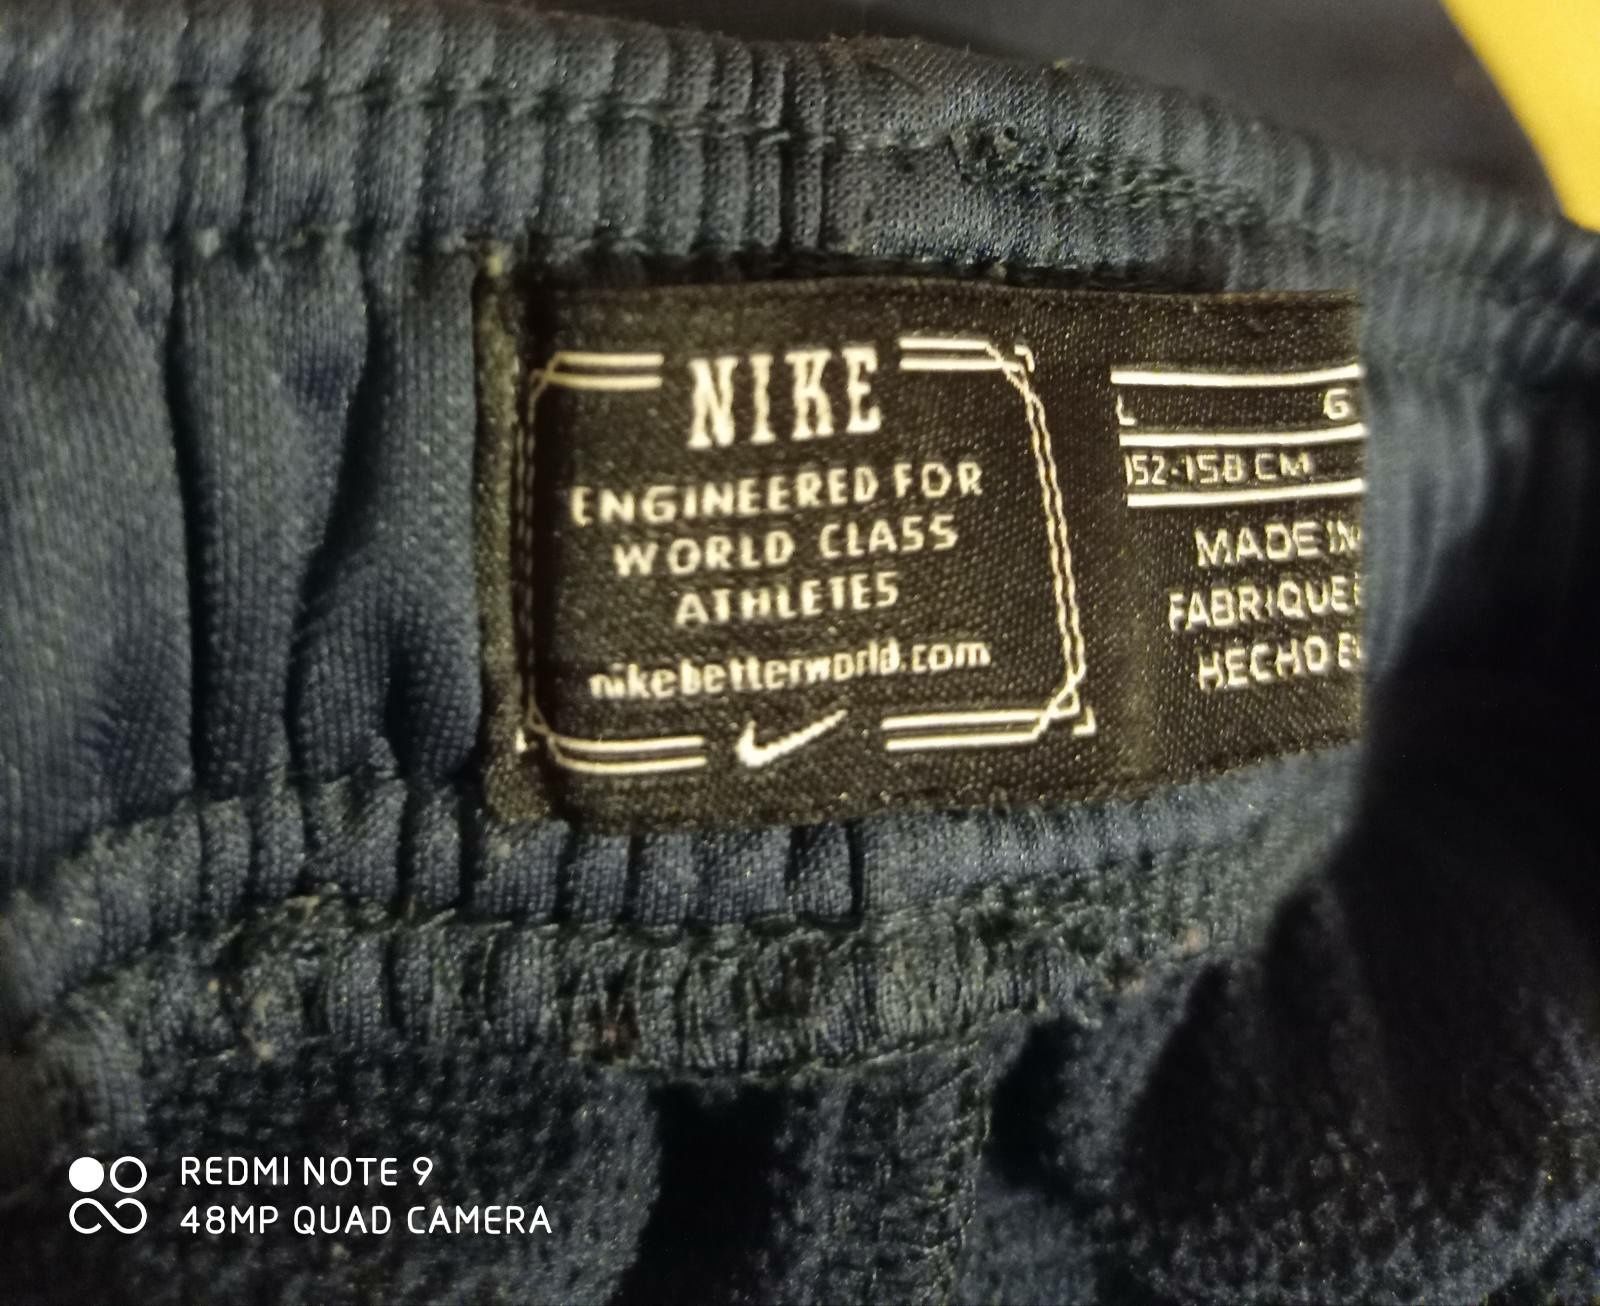 NIKE
ENGINEERED FOR
WORLD CLASS
ATHLETES
nikebetterworld.com
L G
152-158 CM
MADE IN
FABRIQUE
HECHO E
REDMI NOTE 9
48MP QUAD CAMERA